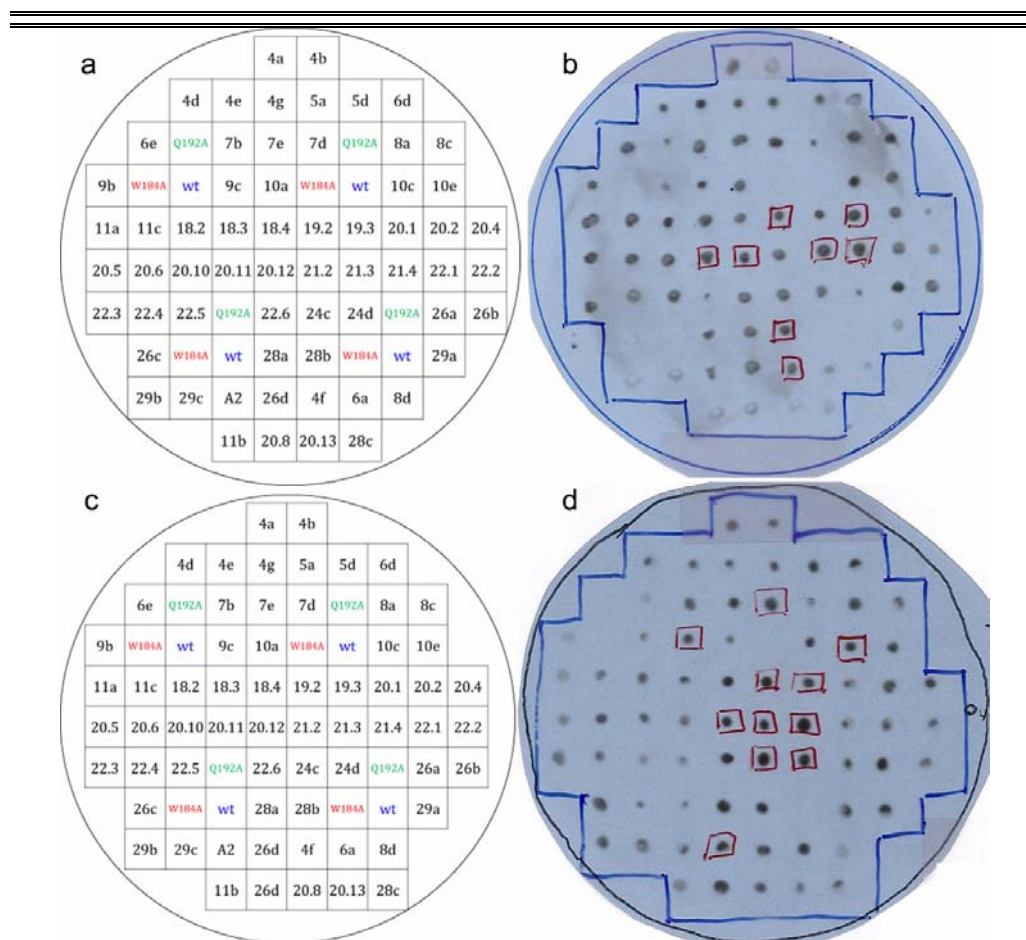 a
4a 4b
4d 4e 4g 5a 5d 6d
6e Q192A 7b 7e 7d Q192A 8a 8c
9b W184A wt 9c 10a W184A wt 10c 10e
11a 11c 18.2 18.3 18.4 19.2 19.3 20.1 20.2 20.4
20.5 20.6 20.10 20.11 20.12 21.2 21.3 21.4 22.1 22.2
22.3 22.4 22.5 Q192A 22.6 24c 24d Q192A 26a 26b
26c W184A wt 28a 28b W184A wt 29a
29b 29c A2 26d 4f 6a 8d
11b 20.8 20.13 28c
b
c
4a 4b
4d 4e 4g 5a 5d 6d
6e Q192A 7b 7e 7d Q192A 8a 8c
9b W184A wt 9c 10a W184A wt 10c 10e
11a 11c 18.2 18.3 18.4 19.2 19.3 20.1 20.2 20.4
20.5 20.6 20.10 20.11 20.12 21.2 21.3 21.4 22.1 22.2
22.3 22.4 22.5 Q192A 22.6 24c 24d Q192A 26a 26b
26c W184A wt 28a 28b W184A wt 29a
29b 29c A2 26d 4f 6a 8d
11b 26d 20.8 20.13 28c
d